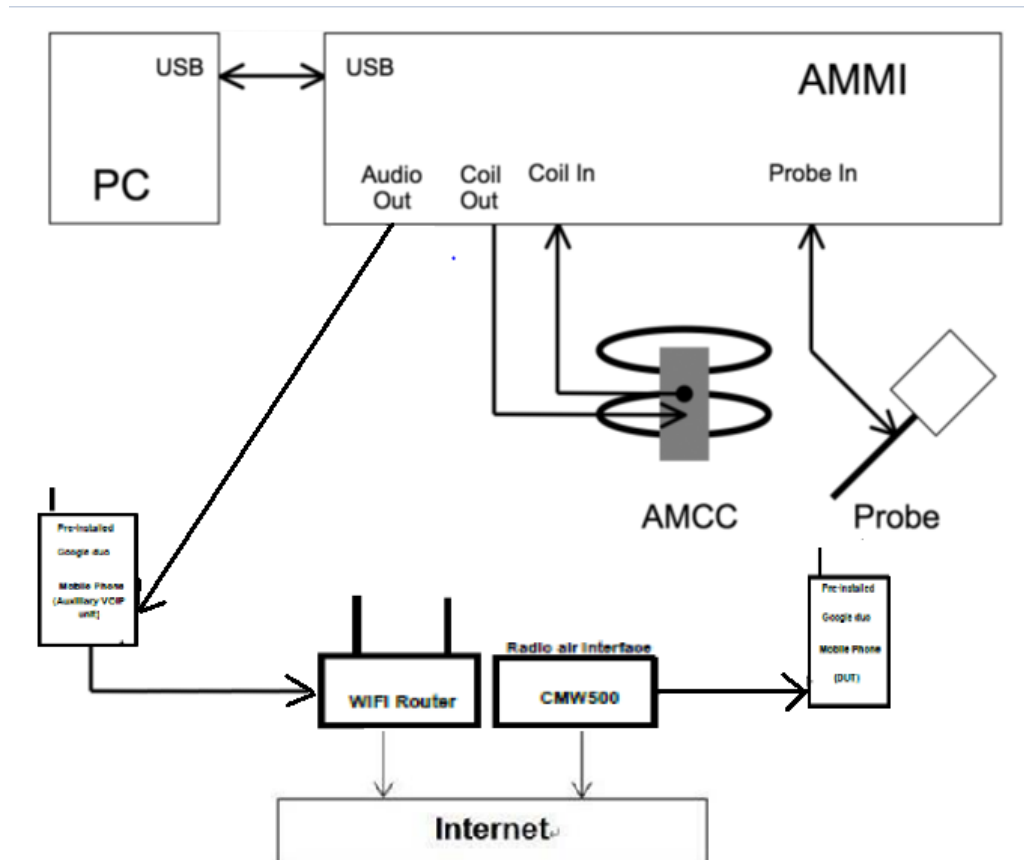 USB
USB
AMMI
PC
Audio
Out
Coil
Out
Coil In
Probe In
AMCC
Probe
Pre-installed
Google duo
Mobile Phone
(Auxiliary VOIP
unit)
Radio air Interface
WIFI Router
CMW500
Pre-installed
Google duo
Mobile Phone
(DUT)
Internet